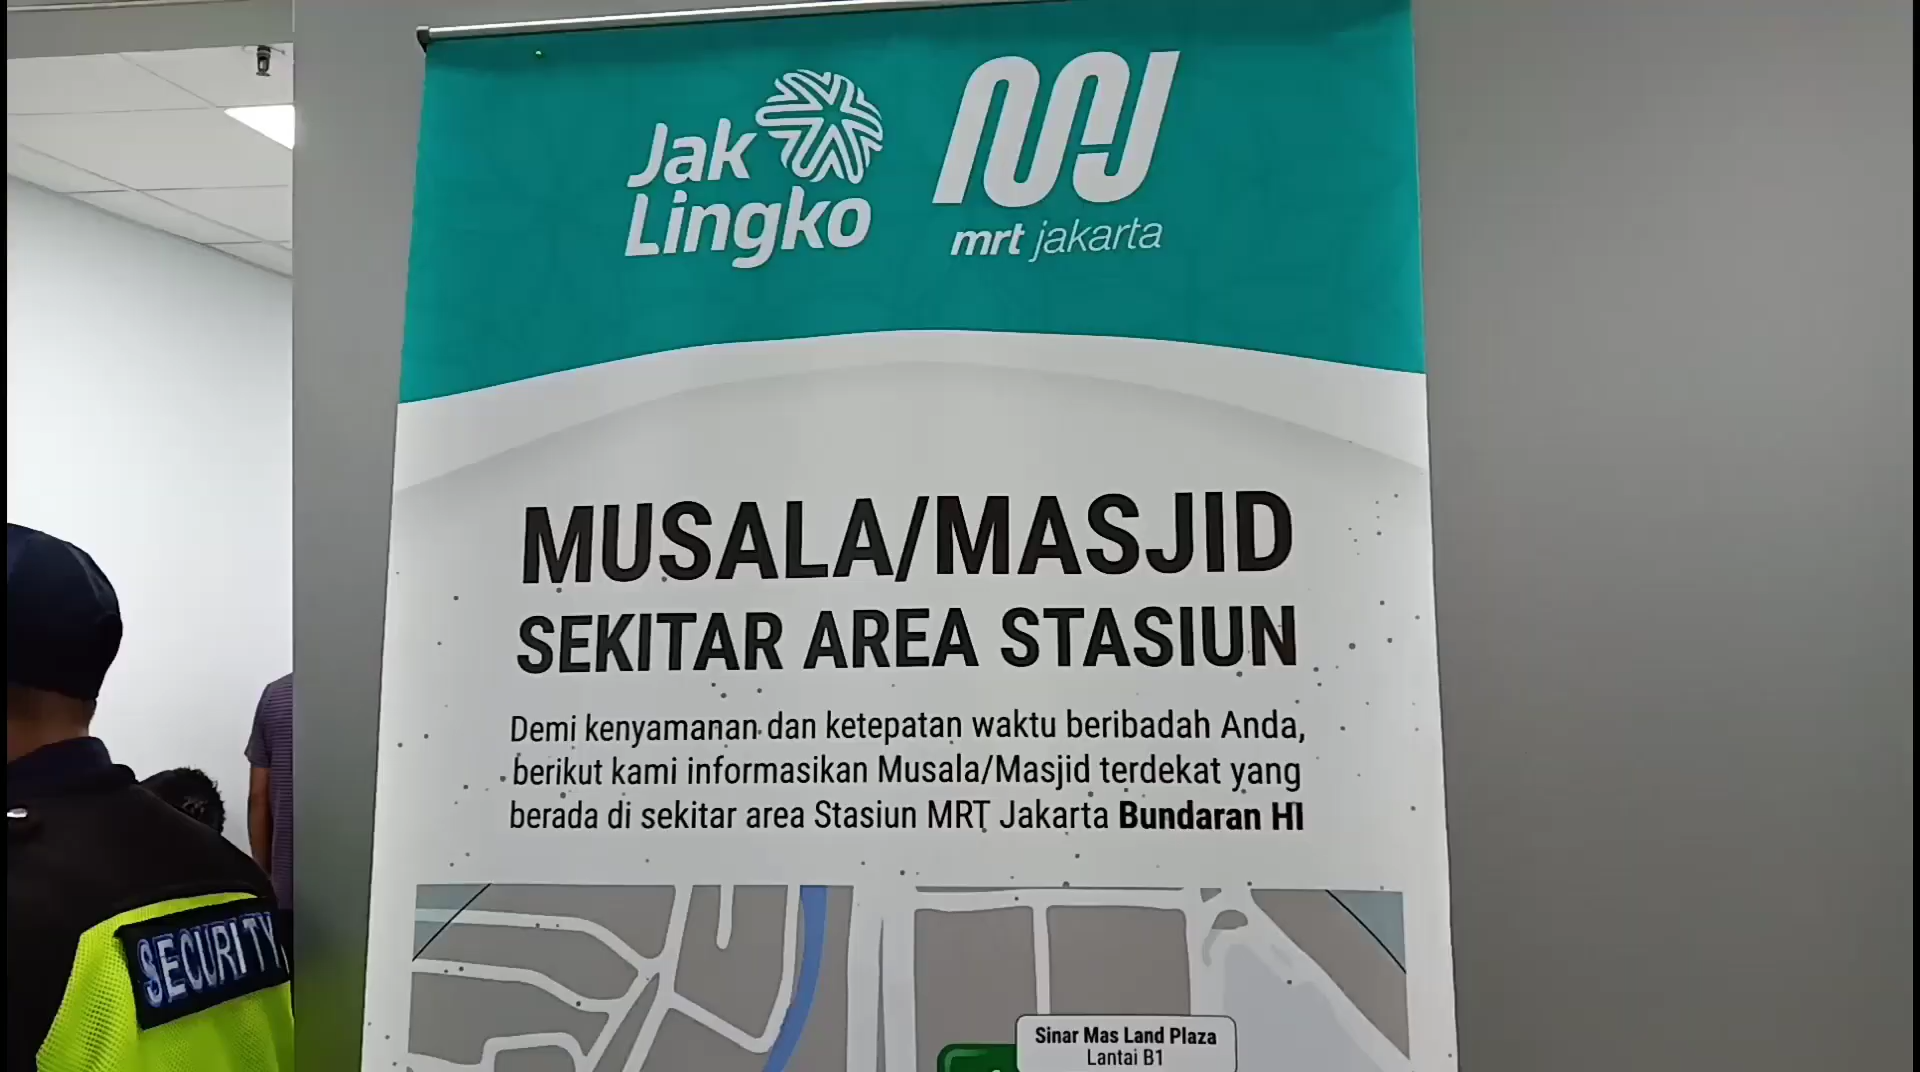 Jak
Lingko
mrt jakarta
MUSALA/MASJID
SEKITAR AREA STASIUN
Demi kenyamanan dan ketepatan waktu beribadah Anda,
berikut kami informasikan Musala/Masjid terdekat yang
berada di sekitar area Stasiun MRT Jakarta Bundaran HI
SECURITY
Sinar Mas Land Plaza
Lantai B1